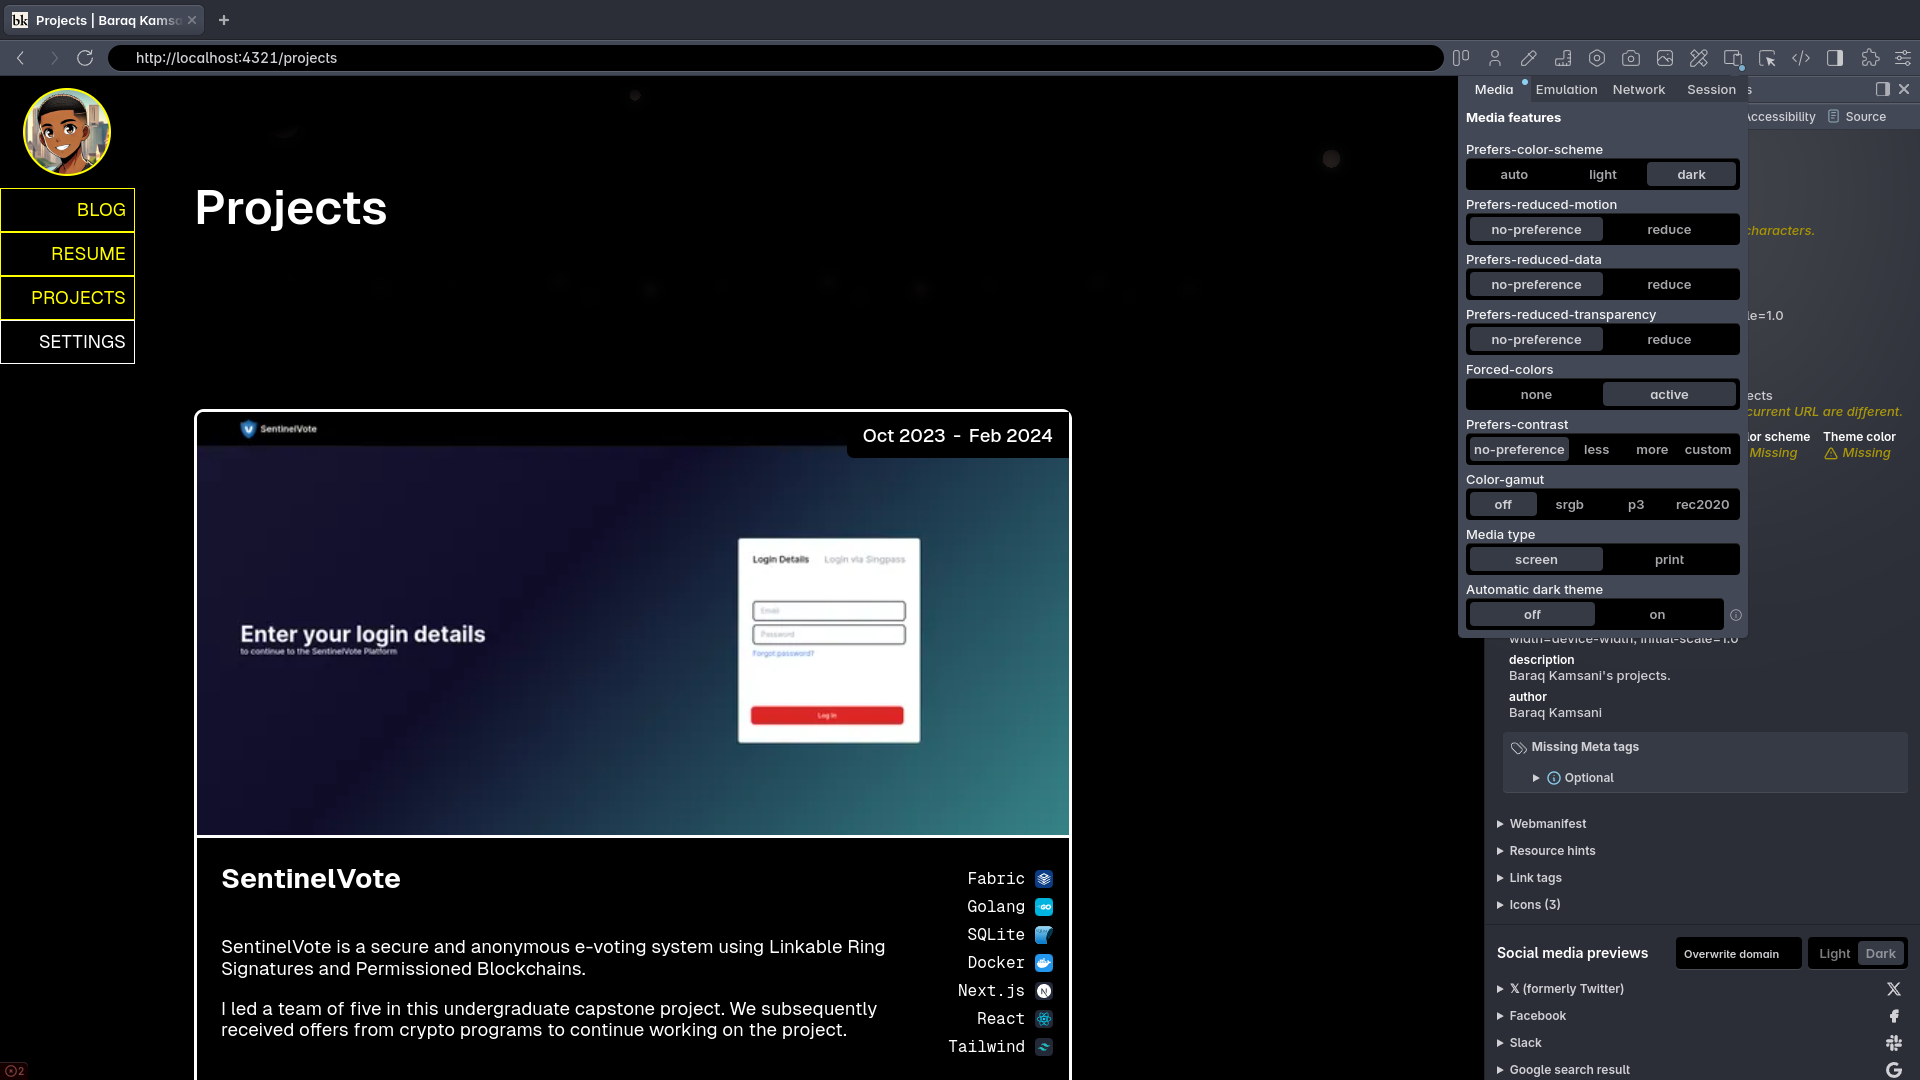 bk Projects | Baraq Kamsa
http://localhost:4321/projects
BLOG
RESUME
PROJECTS
SETTINGS
Projects
SentinelVote
Oct 2023 - Feb 2024
Enter your login details
to continue to the SentinelVote Platform
Login Details Login via Singpass
Email
Password
Forgot password?
Log in
SentinelVote
SentinelVote is a secure and anonymous e-voting system using Linkable Ring
Signatures and Permissioned Blockchains.
I led a team of five in this undergraduate capstone project. We subsequently
received offers from crypto programs to continue working on the project.
Fabric
Golang
GO
SQLite
Docker
Next.js
N
React
Tailwind
2
Media Emulation Network Session
Media features
Prefers-color-scheme
auto light dark
Prefers-reduced-motion
no-preference reduce
Prefers-reduced-data
no-preference reduce
Prefers-reduced-transparency
no-preference reduce
Forced-colors
none active
Prefers-contrast
no-preference less more custom
Color-gamut
off srgb p3 rec2020
Media type
screen print
Automatic dark theme
off on
s
Accessibility Source
characters.
le=1.0
ects
current URL are different.
lor scheme Theme color
Missing Missing
width=device-width, initial-scale=1.0
description
Baraq Kamsani's projects.
author
Baraq Kamsani
Missing Meta tags
Optional
Webmanifest
Resource hints
Link tags
Icons (3)
Social media previews Overwrite domain Light Dark
𝕏 (formerly Twitter)
Facebook
Slack
Google search result